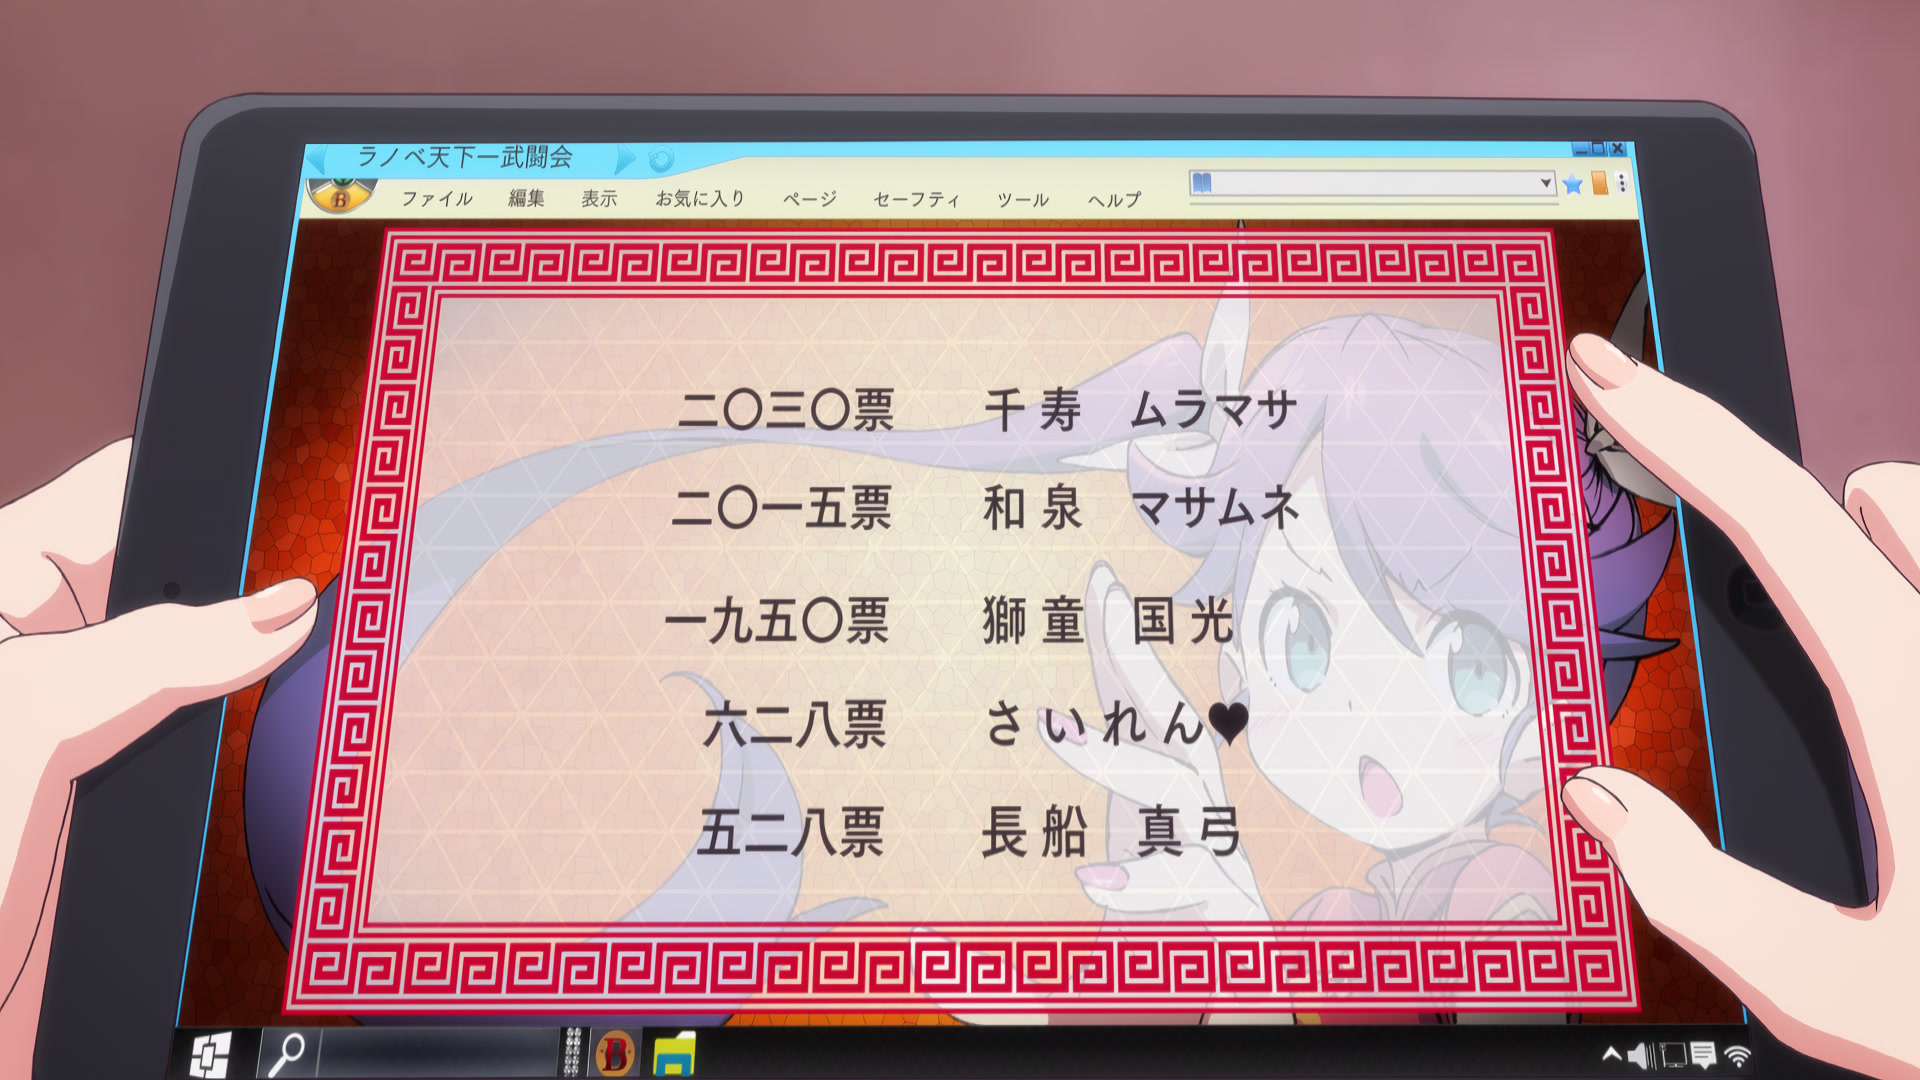 ラノベ天下一武闘会
ファイル 編集 表示 お気に入り ページ セーフティ ツール ヘルプ
B
二〇三〇票 千寿 ムラマサ
二〇一五票 和泉 マサムネ
一九五〇票 獅童 国光
六二八票 さいれん♥
五二八票 長船 真弓
B